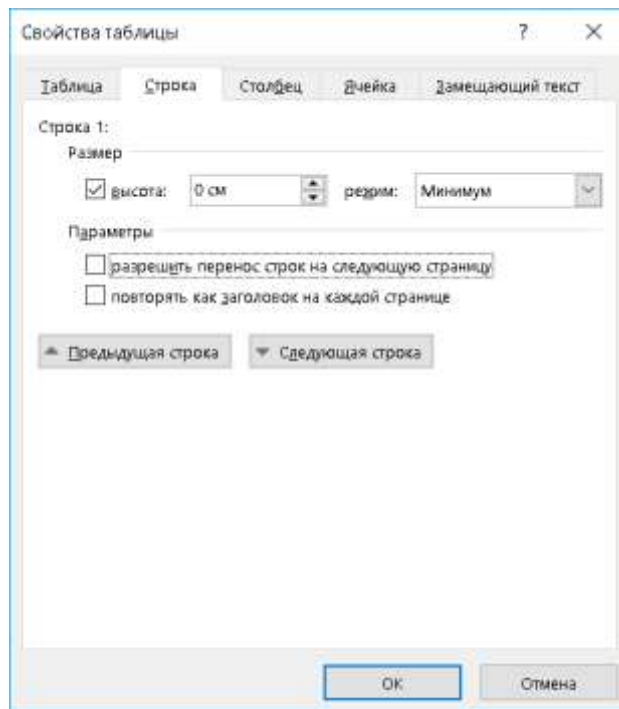 Свойства таблицы ? ×
Таблица Строка Столбец Ячейка Замещающий текст
Строка 1:
Размер
высота: 0 см режим: Минимум
Параметры
разрешить перенос строк на следующую страницу
повторять как заголовок на каждой странице
Предыдущая строка Следующая строка
ОК Отмена